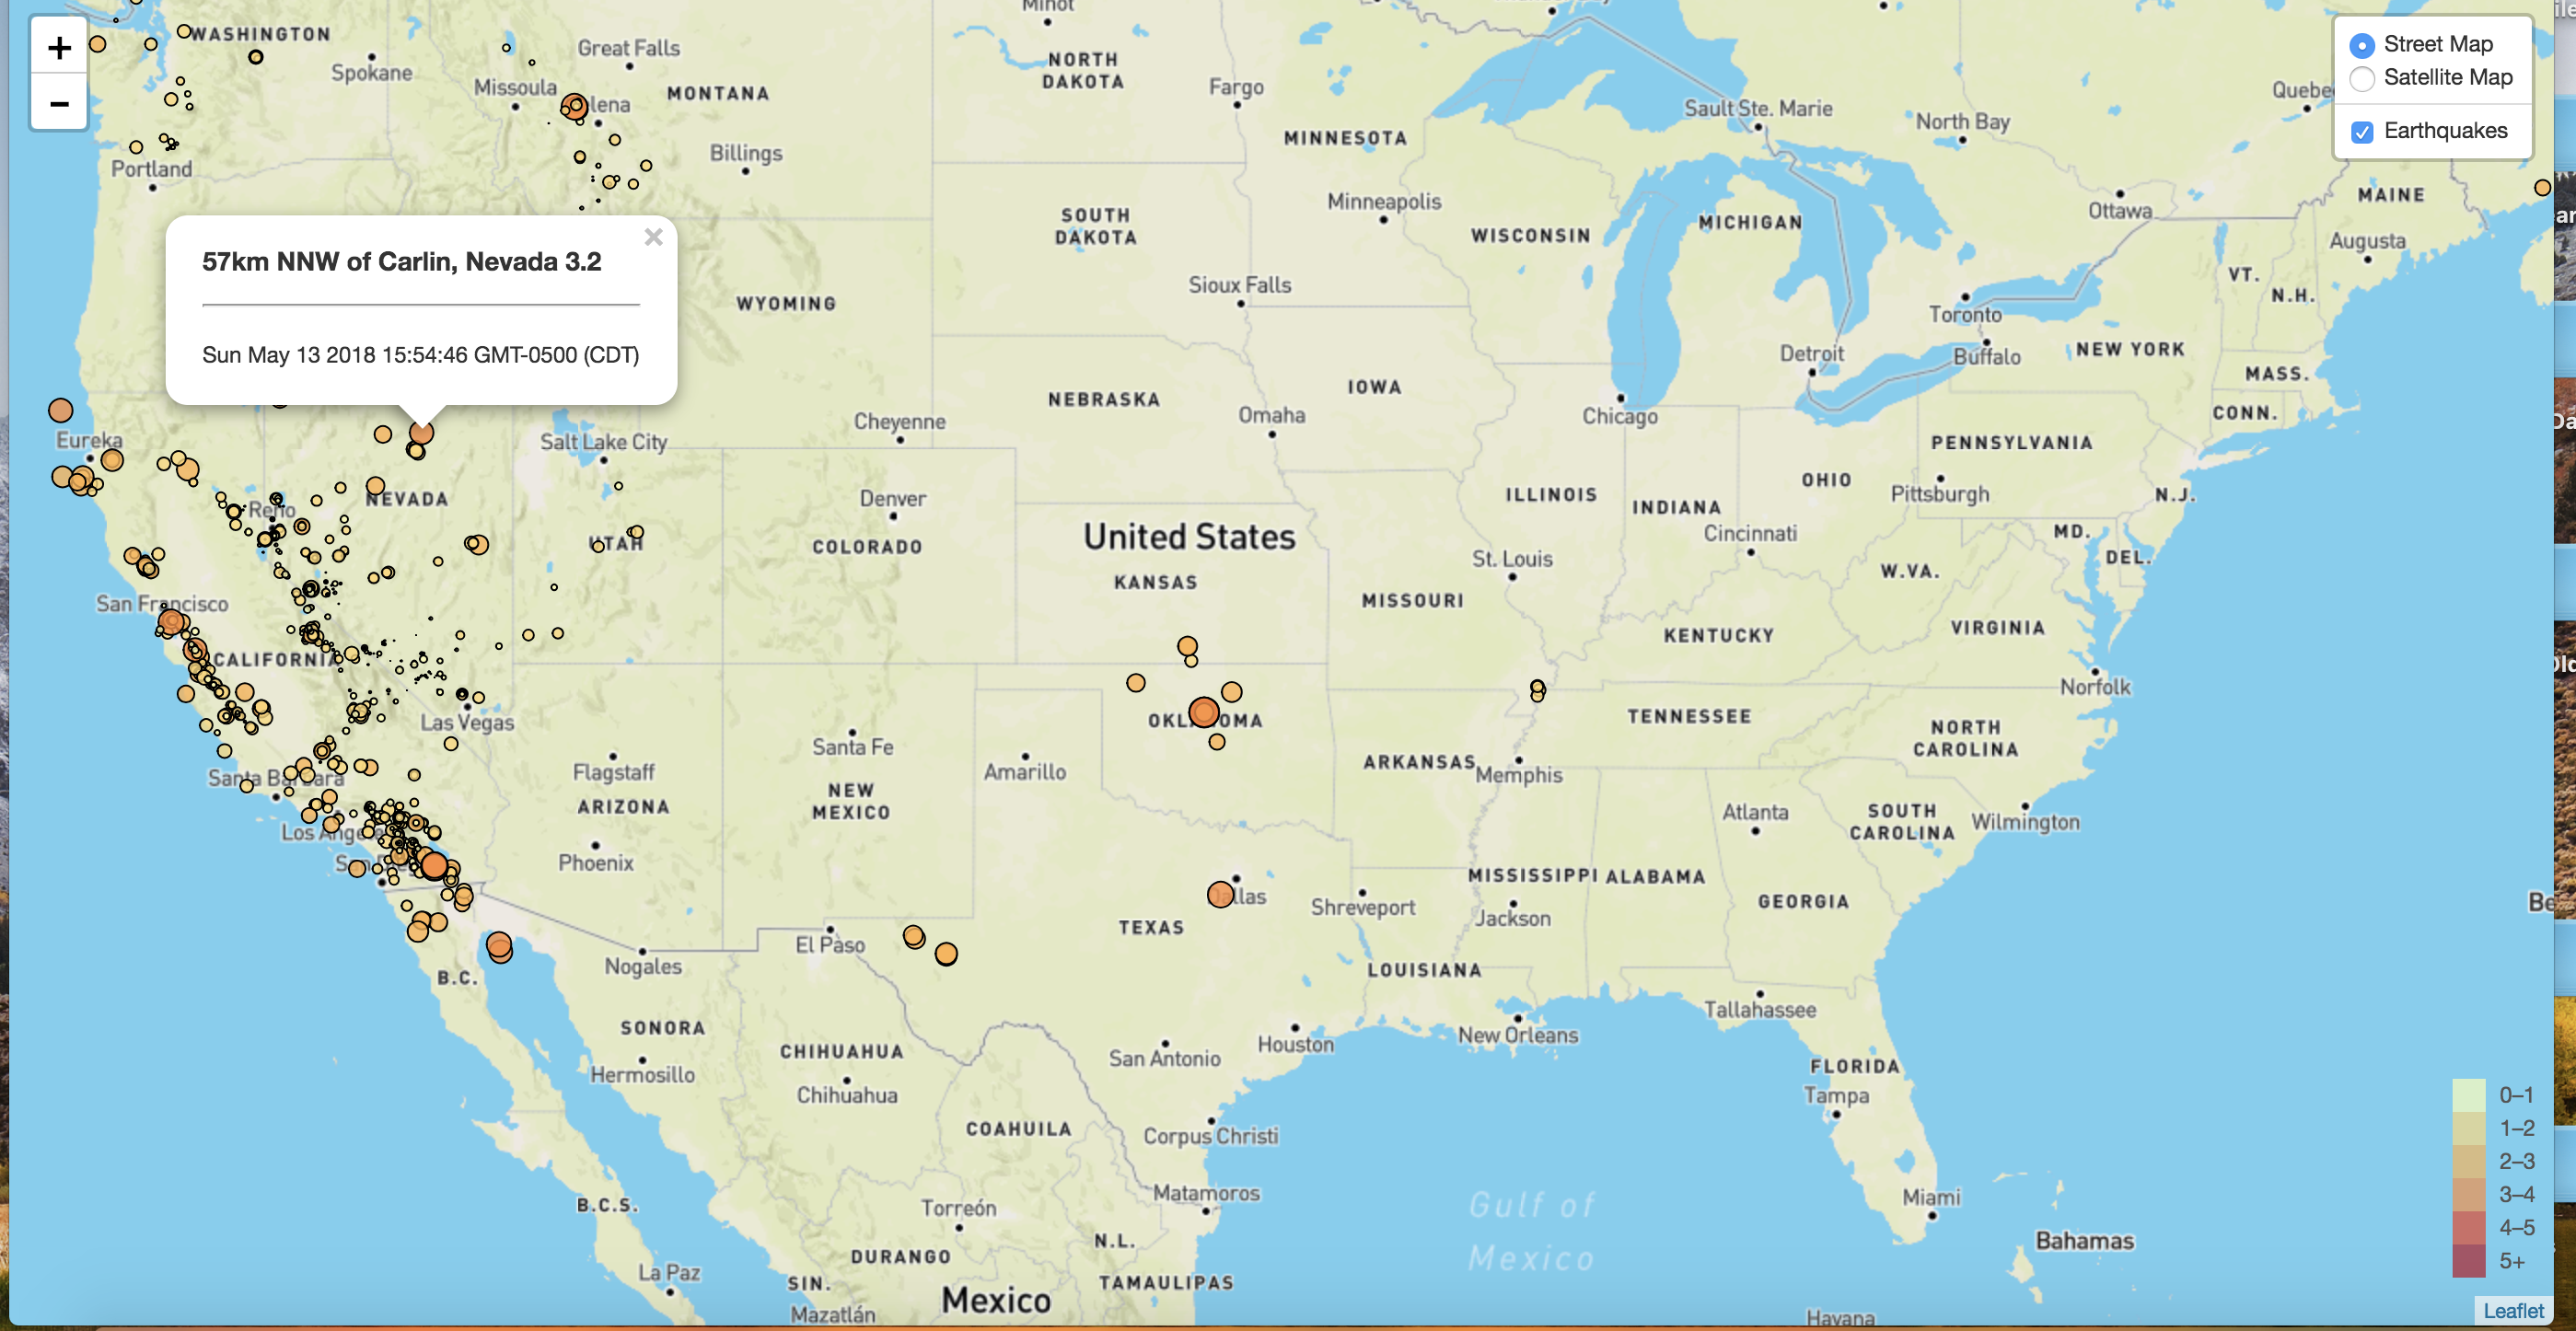 +
−
Street Map
Satellite Map
Earthquakes
57km NNW of Carlin, Nevada 3.2
×
Sun May 13 2018 15:54:46 GMT-0500 (CDT)
WASHINGTON
Spokane
Great Falls
Missoula
MONTANA
Billings
Portland
Minot
NORTH
DAKOTA
Fargo
MINNESOTA
Minneapolis
SOUTH
DAKOTA
Sioux Falls
WISCONSIN
MICHIGAN
Sault Ste. Marie
North Bay
Ottawa
MAINE
Augusta
VT.
N.H.
Toronto
Buffalo
Detroit
NEW YORK
MASS.
CONN.
WYOMING
Cheyenne
NEBRASKA
Omaha
IOWA
Chicago
PENNSYLVANIA
Pittsburgh
N.J.
OHIO
Eureka
Salt Lake City
NEVADA
Reno
UTAH
Denver
COLORADO
United States
KANSAS
ILLINOIS
INDIANA
Cincinnati
St. Louis
MISSOURI
MD.
DEL.
W.VA.
VIRGINIA
KENTUCKY
Norfolk
San Francisco
CALIFORNIA
Las Vegas
Santa Barbara
Flagstaff
ARIZONA
Phoenix
Santa Fe
NEW
MEXICO
Amarillo
OKLAHOMA
ARKANSAS
Memphis
TENNESSEE
NORTH
CAROLINA
SOUTH
CAROLINA
Wilmington
Atlanta
GEORGIA
MISSISSIPPI
ALABAMA
Jackson
Shreveport
Dallas
TEXAS
El Paso
Nogales
B.C.
SONORA
Hermosillo
CHIHUAHUA
Chihuahua
LOUISIANA
New Orleans
Houston
San Antonio
Tallahassee
FLORIDA
Tampa
Miami
Corpus Christi
COAHUILA
Matamoros
Torreón
N.L.
DURANGO
B.C.S.
La Paz
SIN.
Mazatlán
Mexico
TAMAULIPAS
Gulf of
Mexico
Bahamas
Havana
0–1
1–2
2–3
3–4
4–5
5+
Leaflet